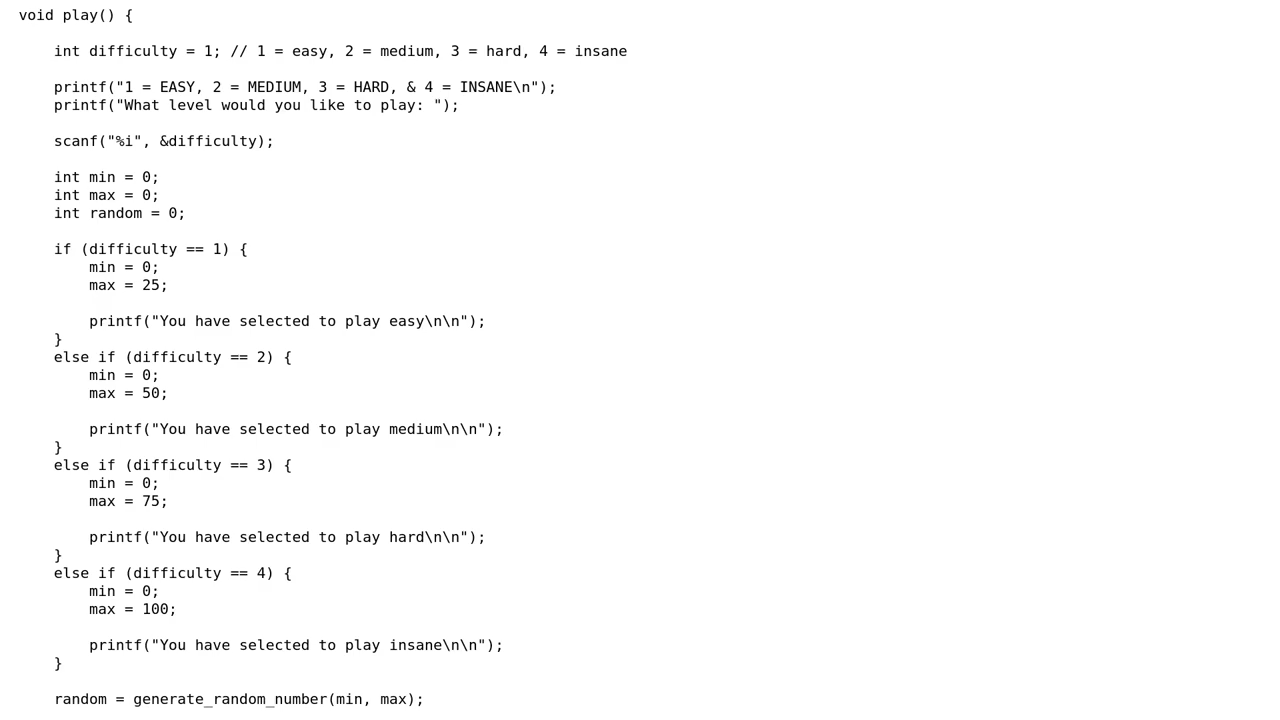 void play() {
    int difficulty = 1; // 1 = easy, 2 = medium, 3 = hard, 4 = insane
    printf("1 = EASY, 2 = MEDIUM, 3 = HARD, & 4 = INSANE\n");
    printf("What level would you like to play: ");
    scanf("%i", &difficulty);
    int min = 0;
    int max = 0;
    int random = 0;
    if (difficulty == 1) {
        min = 0;
        max = 25;
        printf("You have selected to play easy\n\n");
    }
    else if (difficulty == 2) {
        min = 0;
        max = 50;
        printf("You have selected to play medium\n\n");
    }
    else if (difficulty == 3) {
        min = 0;
        max = 75;
        printf("You have selected to play hard\n\n");
    }
    else if (difficulty == 4) {
        min = 0;
        max = 100;
        printf("You have selected to play insane\n\n");
    }
    random = generate_random_number(min, max);